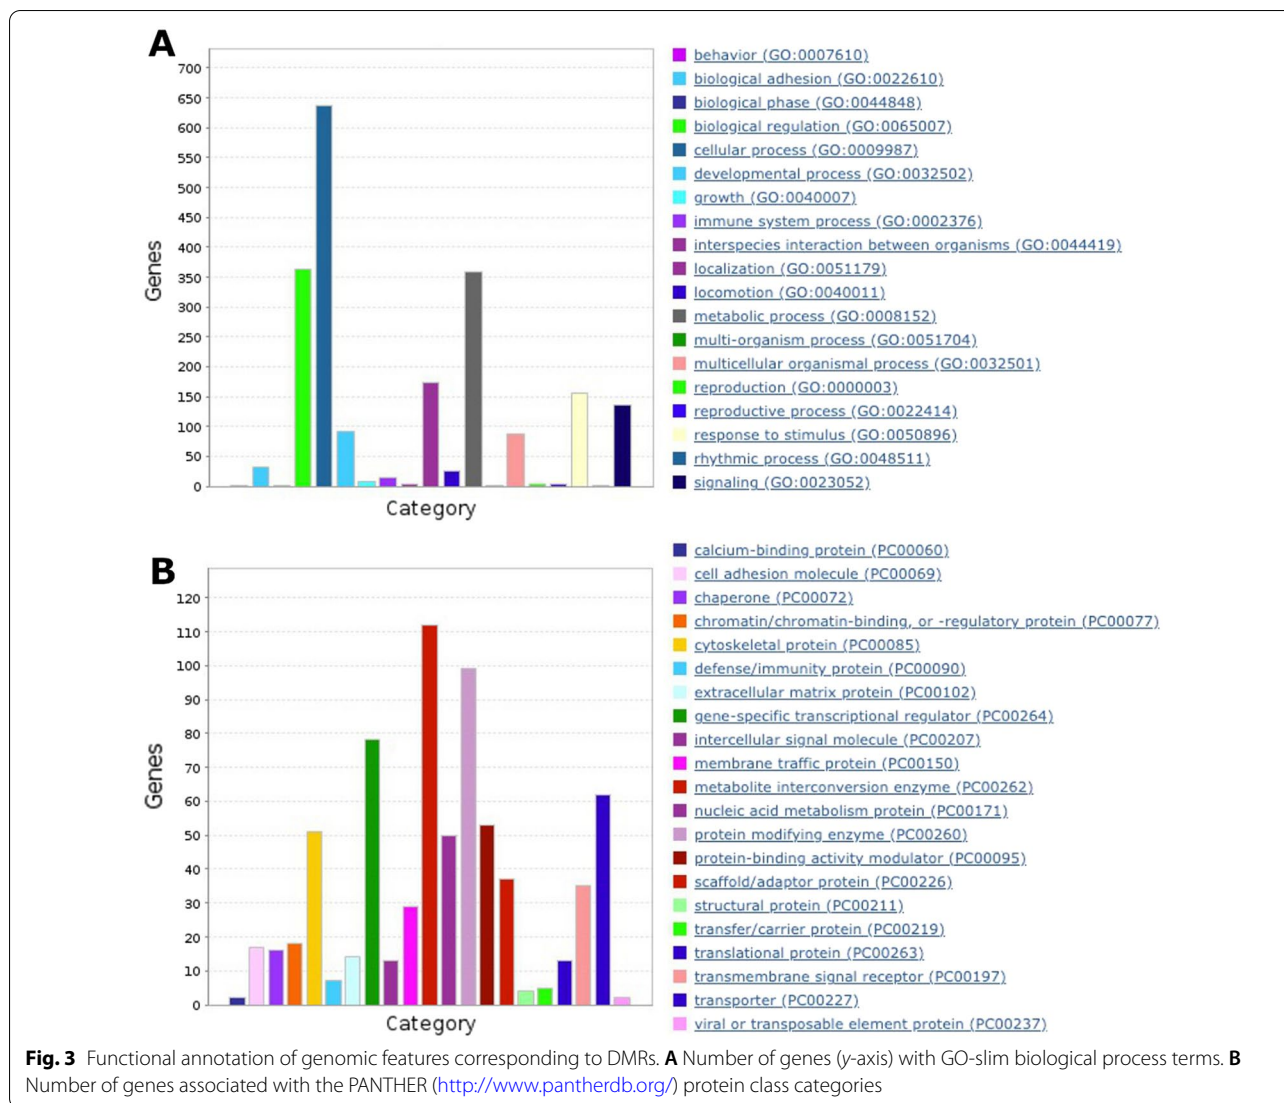 A
700
650
600
550
500
450
400
350
300
250
200
150
100
50
0
Genes
Category
behavior (GO:0007610)
biological adhesion (GO:0022610)
biological phase (GO:0044848)
biological regulation (GO:0065007)
cellular process (GO:0009987)
developmental process (GO:0032502)
growth (GO:0040007)
immune system process (GO:0002376)
interspecies interaction between organisms (GO:0044419)
localization (GO:0051179)
locomotion (GO:0040011)
metabolic process (GO:0008152)
multi-organism process (GO:0051704)
multicellular organismal process (GO:0032501)
reproduction (GO:0000003)
reproductive process (GO:0022414)
response to stimulus (GO:0050896)
rhythmic process (GO:0048511)
signaling (GO:0023052)
B
120
110
100
90
80
70
60
50
40
30
20
10
0
Genes
Category
calcium-binding protein (PC00060)
cell adhesion molecule (PC00069)
chaperone (PC00072)
chromatin/chromatin-binding, or -regulatory protein (PC00077)
cytoskeletal protein (PC00085)
defense/immunity protein (PC00090)
extracellular matrix protein (PC00102)
gene-specific transcriptional regulator (PC00264)
intercellular signal molecule (PC00207)
membrane traffic protein (PC00150)
metabolite interconversion enzyme (PC00262)
nucleic acid metabolism protein (PC00171)
protein modifying enzyme (PC00260)
protein-binding activity modulator (PC00095)
scaffold/adaptor protein (PC00226)
structural protein (PC00211)
transfer/carrier protein (PC00219)
translational protein (PC00263)
transmembrane signal receptor (PC00197)
transporter (PC00227)
viral or transposable element protein (PC00237)
Fig. 3 Functional annotation of genomic features corresponding to DMRs. A Number of genes (y-axis) with GO-slim biological process terms. B
Number of genes associated with the PANTHER (http://www.pantherdb.org/) protein class categories